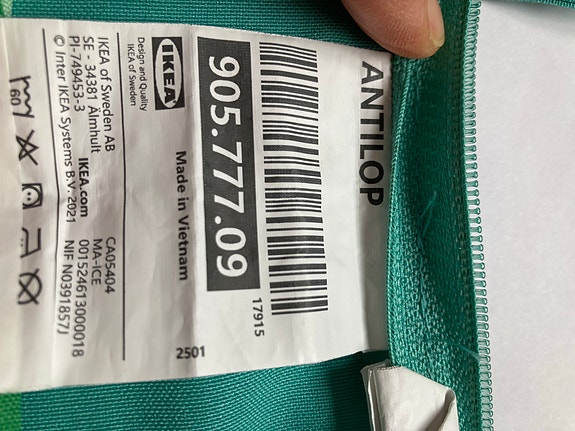 ANTILOP
17915
905.777.09
IKEA
Design and Quality
IKEA of Sweden
Made in Vietnam
2501
IKEA of Sweden AB
SE - 34381 Älmhult
PI-749453-3 IKEA.com
© Inter IKEA Systems B.V. 2021
CA05404
MA-ICE
001524613000018
NIF N0391857J
60